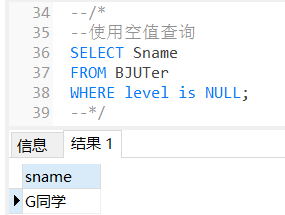 34 --/*
35 --使用空值查询
36 SELECT Sname
37 FROM BJUTer
38 WHERE level is NULL;
39 --*/
信息 结果 1
sname
G同学